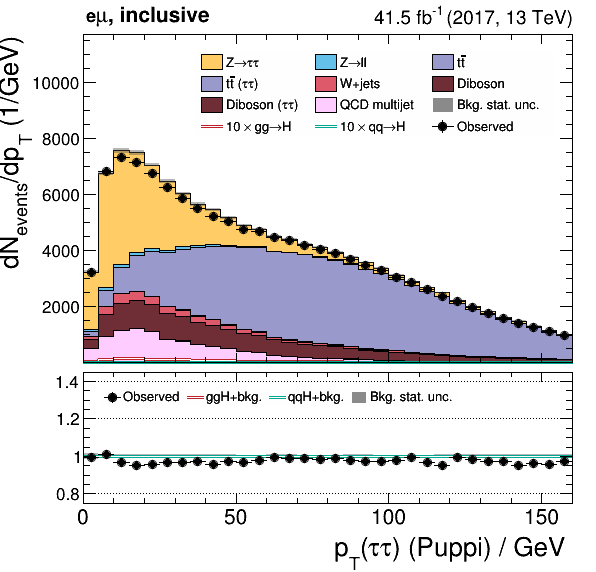 eμ, inclusive 41.5 fb⁻¹ (2017, 13 TeV)
dN_events/dp_T (1/GeV)
10000
8000
6000
4000
2000
Z→ττ Z→ll tt̄
tt̄ (ττ) W+jets Diboson
Diboson (ττ) QCD multijet Bkg. stat. unc.
10 × gg→H 10 × qq→H Observed
1.4
1.2
1
0.8
Observed ggH+bkg. qqH+bkg. Bkg. stat. unc.
0 50 100 150
p_T(ττ) (Puppi) / GeV